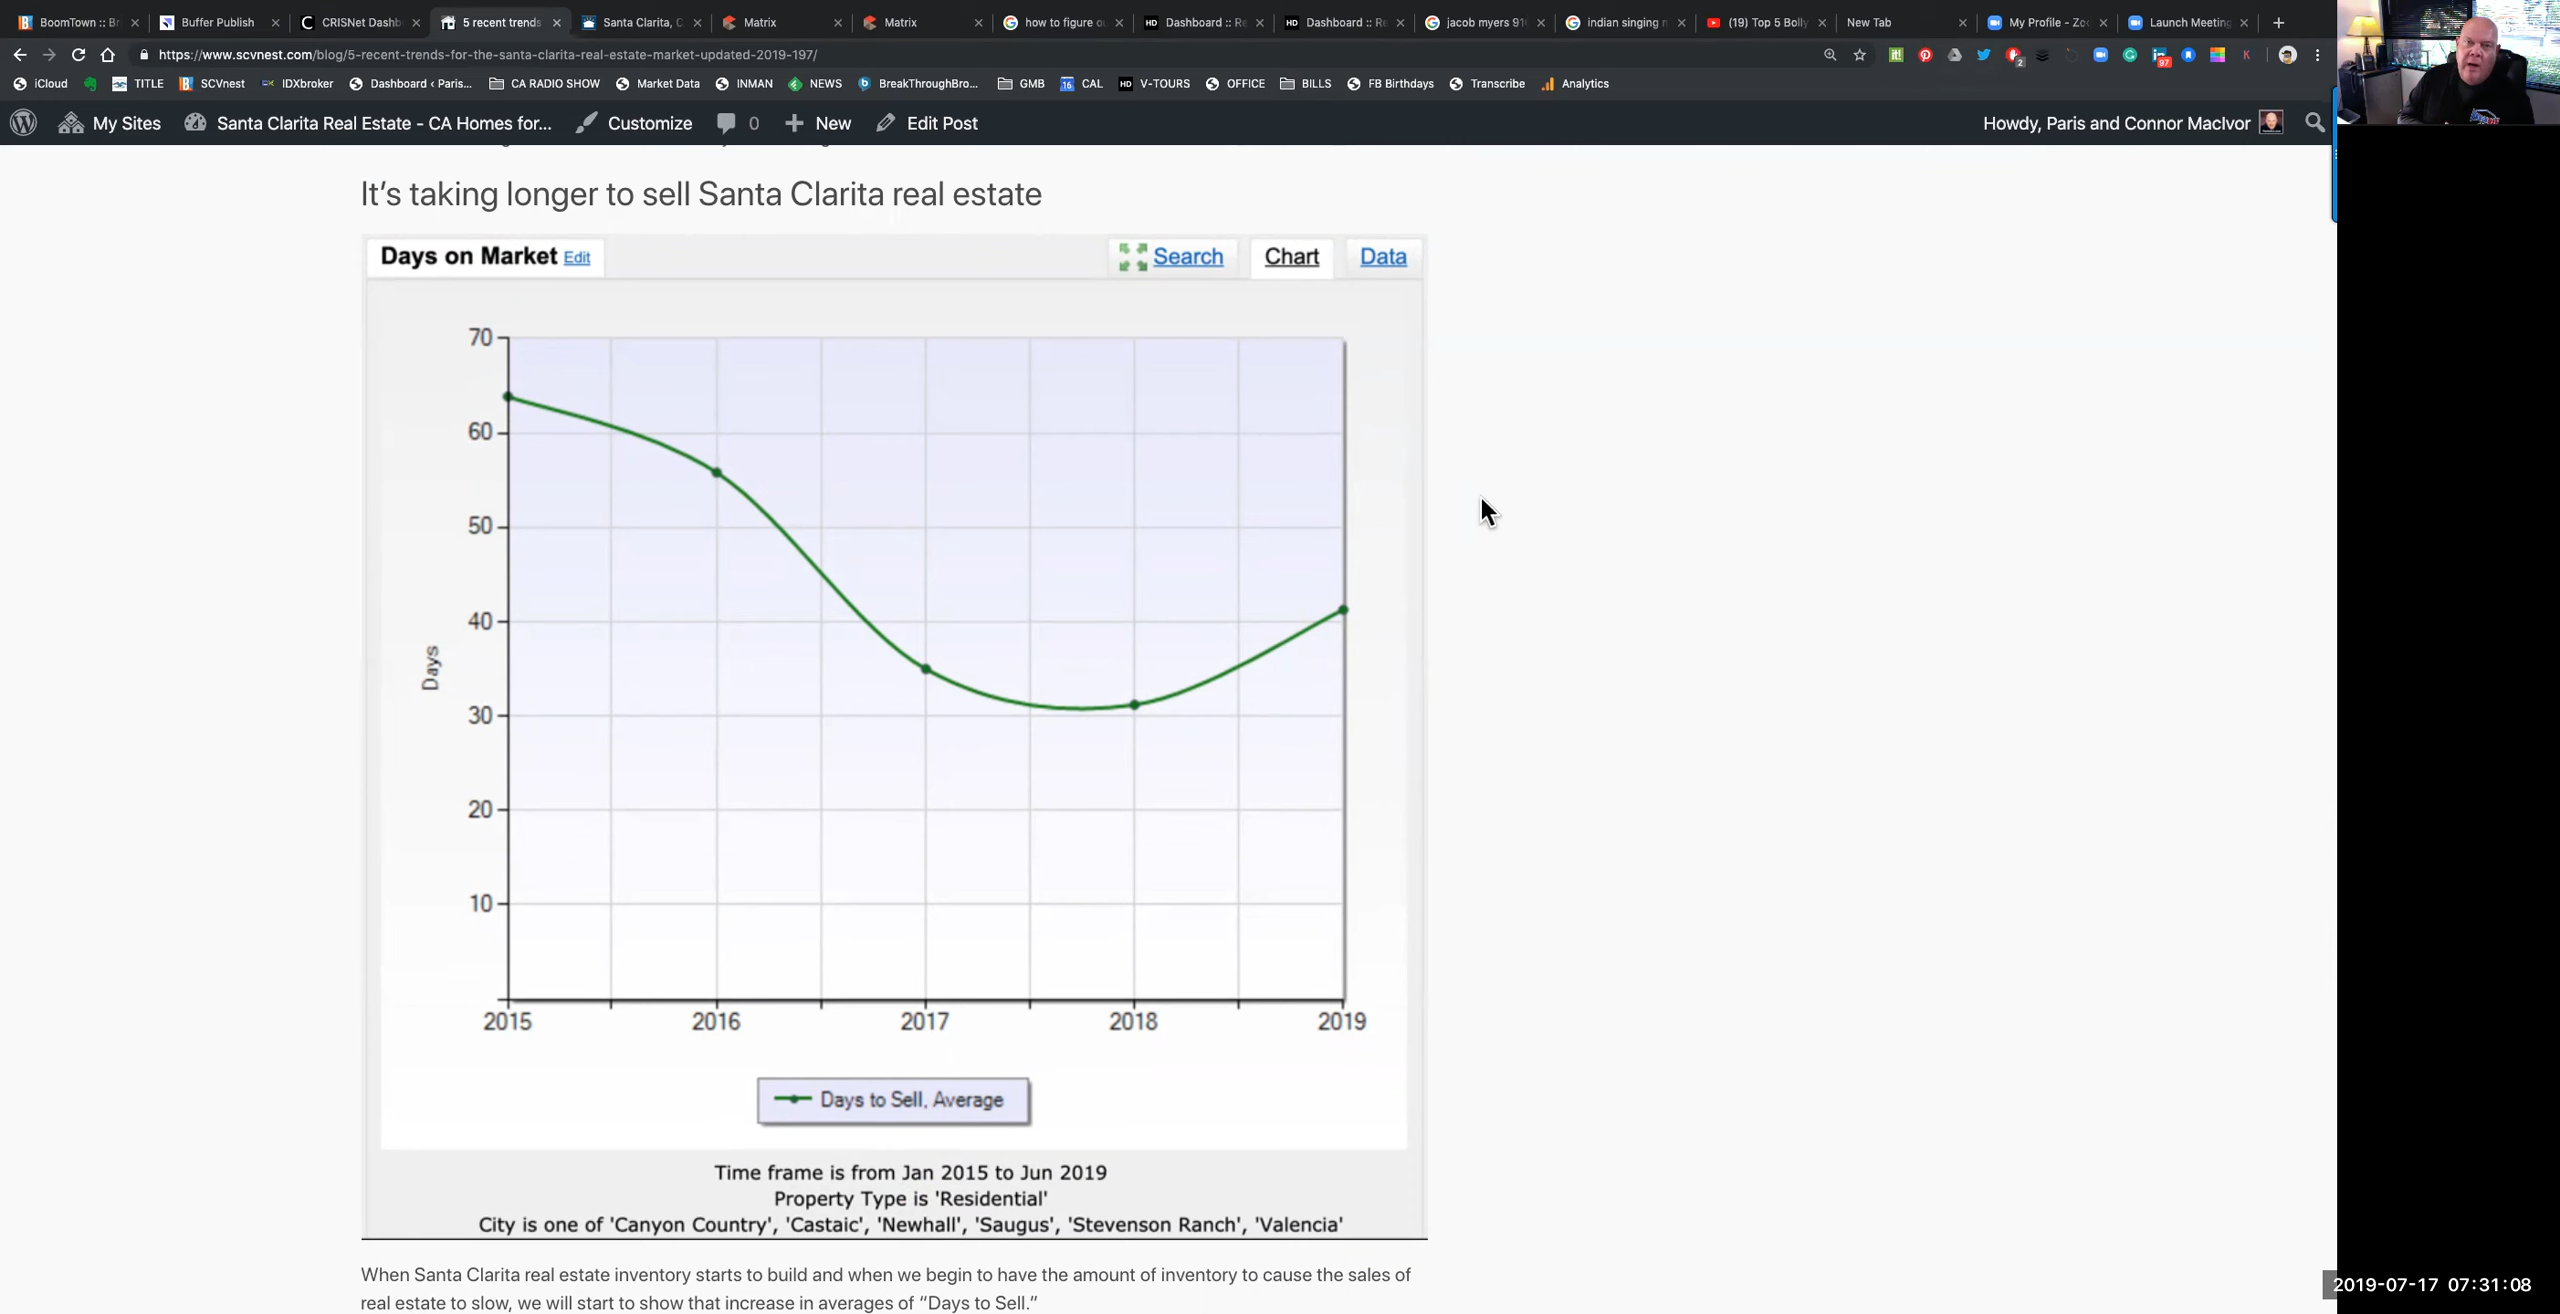 BoomTown :: Br
Buffer Publish
CRISNet Dashb
5 recent trends
Santa Clarita, C
Matrix
Matrix
how to figure o
Dashboard :: Re
Dashboard :: Re
jacob myers 91
indian singing
(19) Top 5 Bolly
New Tab
My Profile - Zo
Launch Meeting
https://www.scvnest.com/blog/5-recent-trends-for-the-santa-clarita-real-estate-market-updated-2019-197/
2
97
iCloud
TITLE
SCVnest
IDXbroker
Dashboard ‹ Paris...
CA RADIO SHOW
Market Data
INMAN
NEWS
BreakThroughBro...
GMB
16
CAL
HD
V-TOURS
OFFICE
BILLS
FB Birthdays
Transcribe
Analytics
My Sites
Santa Clarita Real Estate - CA Homes for...
Customize
0
New
Edit Post
Howdy, Paris and Connor MacIvor
It's taking longer to sell Santa Clarita real estate
Days on Market Edit
Search
Chart
Data
70
60
50
40
30
20
10
Days
2015
2016
2017
2018
2019
Days to Sell, Average
Time frame is from Jan 2015 to Jun 2019
Property Type is 'Residential'
City is one of 'Canyon Country', 'Castaic', 'Newhall', 'Saugus', 'Stevenson Ranch', 'Valencia'
When Santa Clarita real estate inventory starts to build and when we begin to have the amount of inventory to cause the sales of
real estate to slow, we will start to show that increase in averages of “Days to Sell.”
2019-07-17 07:31:08